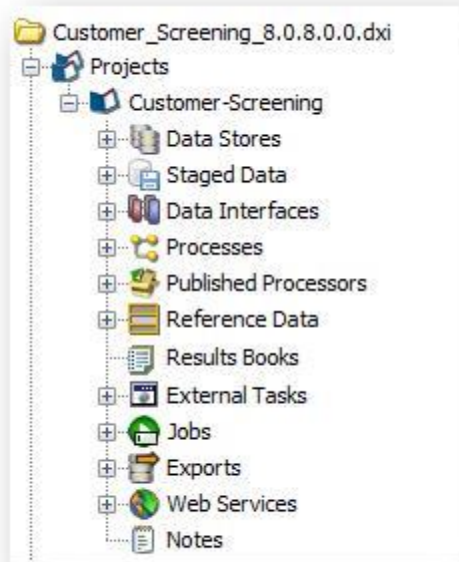 Customer_Screening_8.0.8.0.0.dxi
Projects
Customer-Screening
Data Stores
Staged Data
Data Interfaces
Processes
Published Processors
Reference Data
Results Books
External Tasks
Jobs
Exports
Web Services
Notes